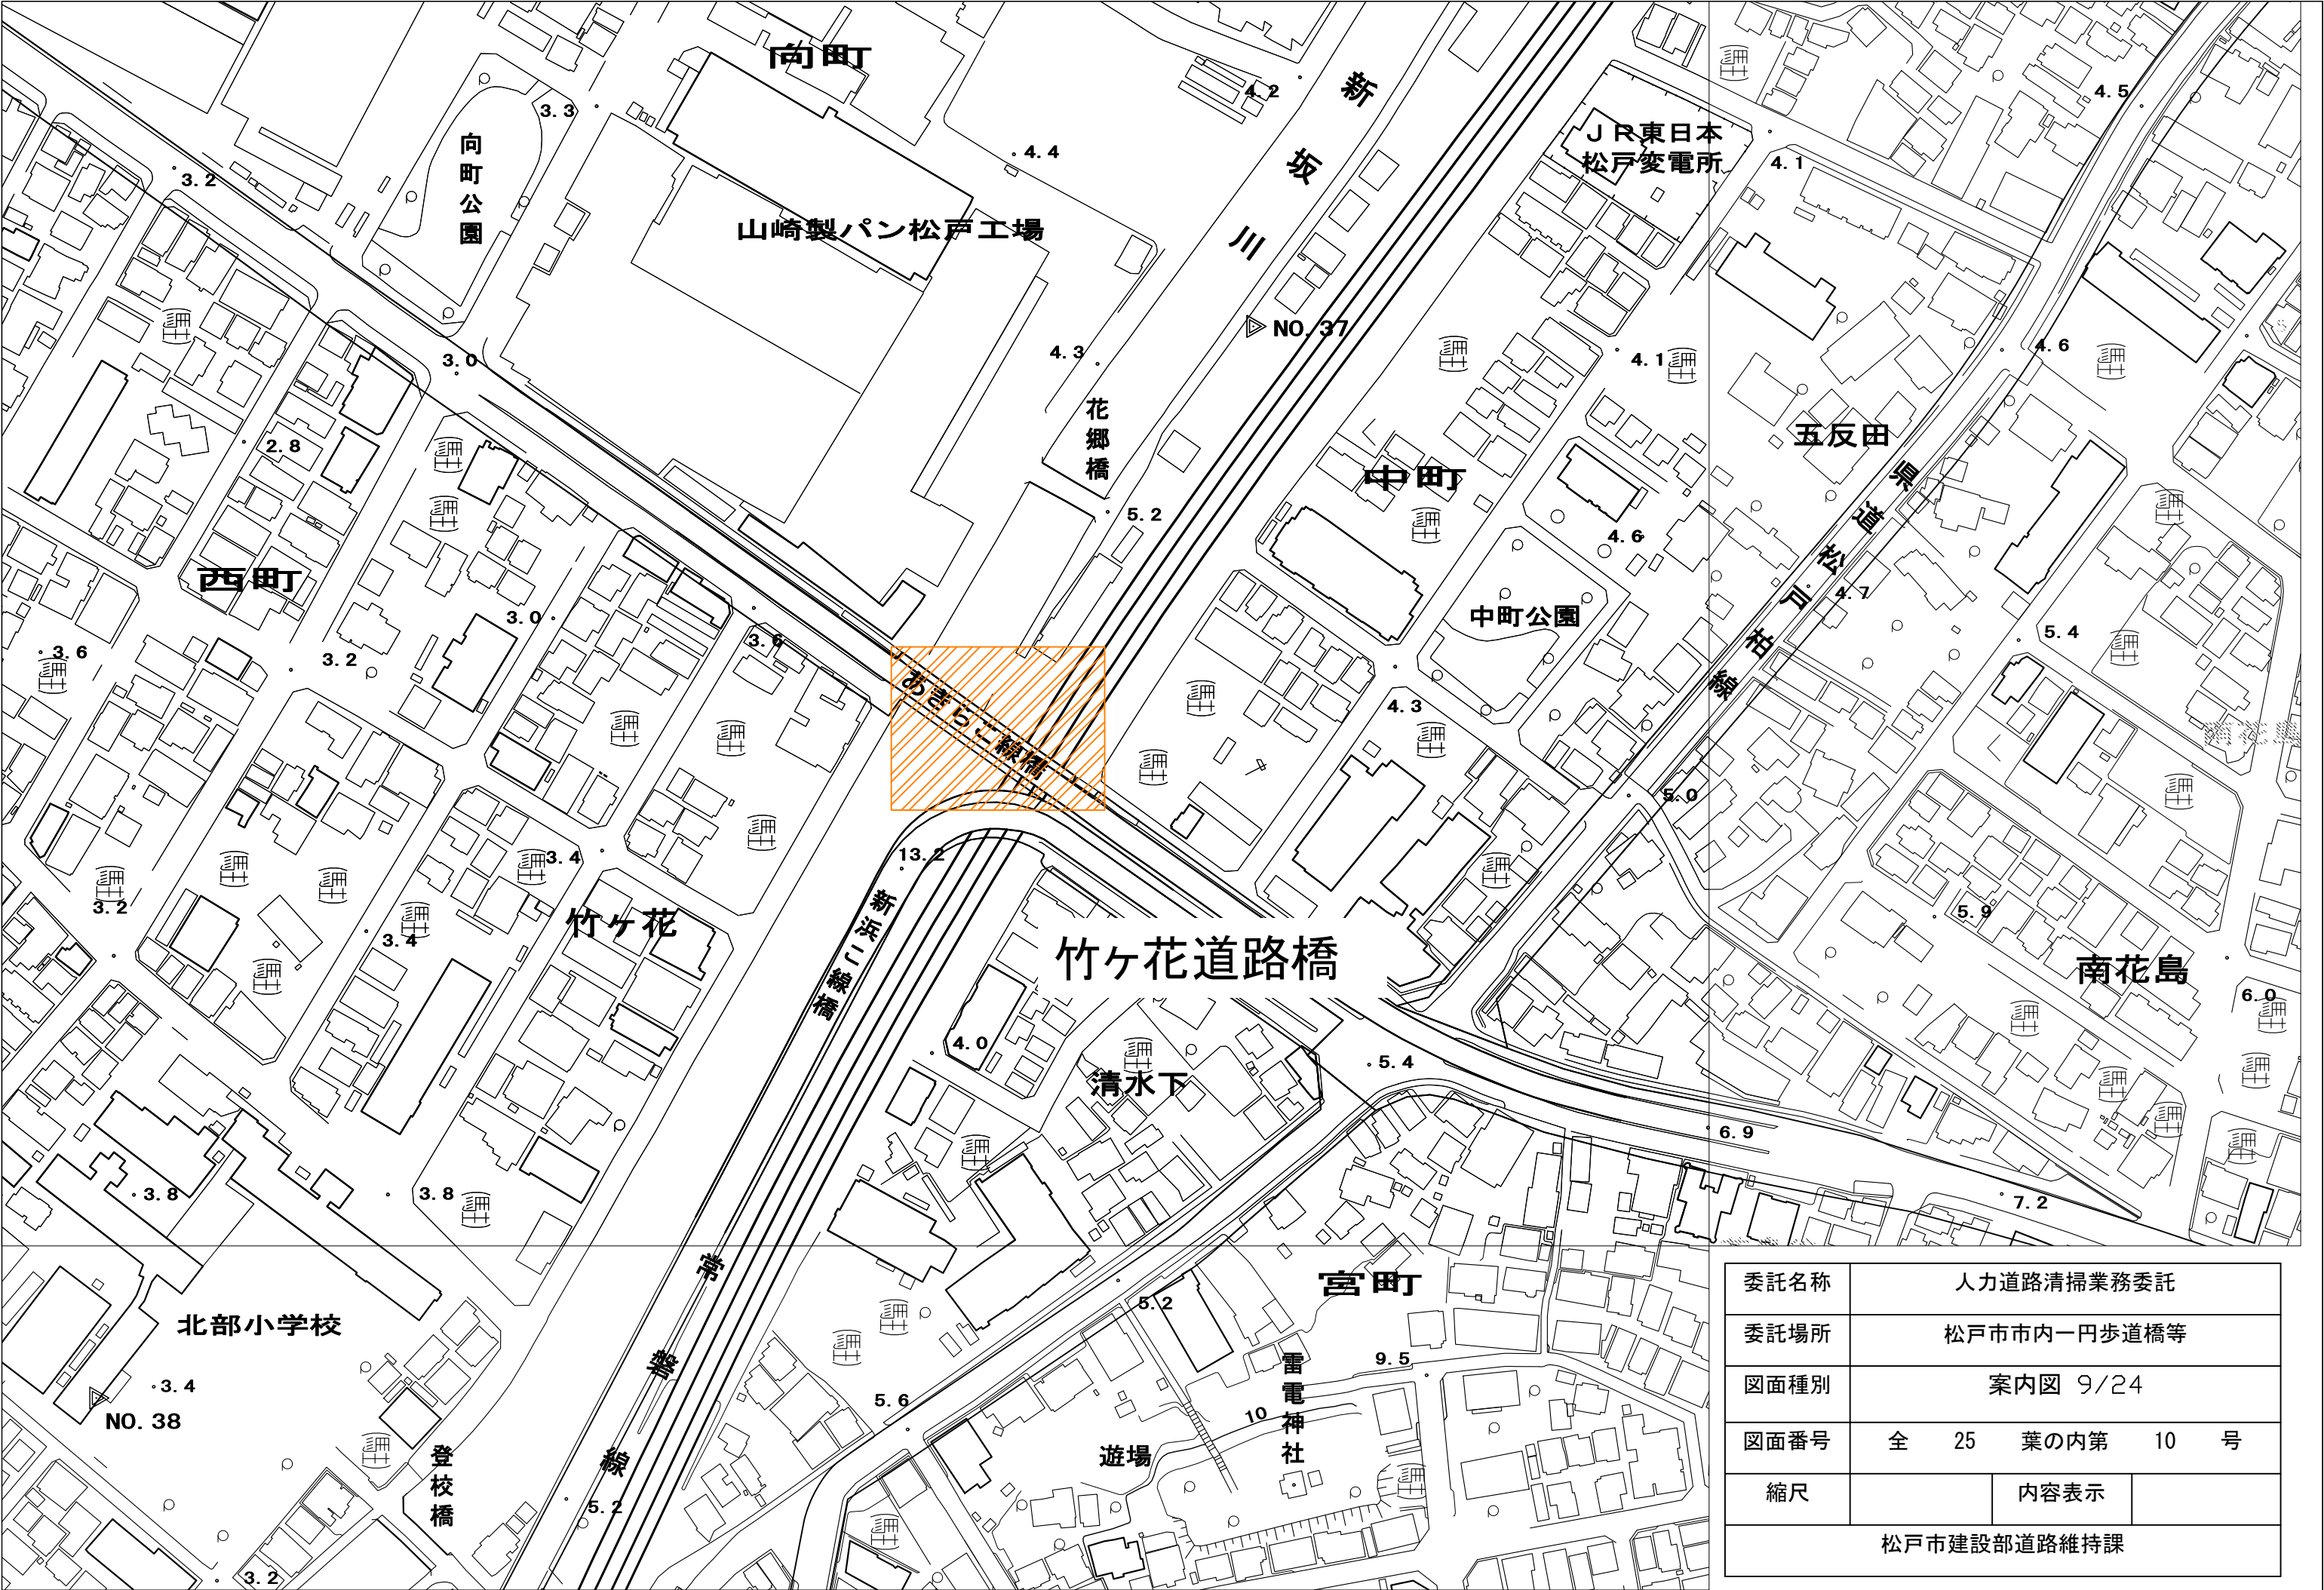 向町
新坂川
4.2
4.5
3.3
JR東日本
松戸変電所
向町公園
4.4
4.1
3.2
山崎製パン松戸工場
NO.37
4.3
4.1
4.6
3.0
花郷橋
五反田
2.8
中町
県道松戸柏線
5.2
4.6
西町
4.7
3.0
中町公園
3.6
3.6
3.2
5.4
あきらこ線橋
4.3
5.0
13.2
3.4
新浜こ線橋
3.2
5.9
竹ヶ花
3.4
竹ヶ花道路橋
南花島
6.0
4.0
清水下
5.4
6.9
3.8
3.8
7.2
常磐線
宮町
5.2
北部小学校
雷電神社
9.5
3.4
NO.38
5.6
10
遊場
登校橋
5.2
3.2
委託名称 人力道路清掃業務委託
委託場所 松戸市市内一円歩道橋等
図面種別 案内図 9/24
図面番号 全 25 葉の内第 10 号
縮尺 内容表示
松戸市建設部道路維持課